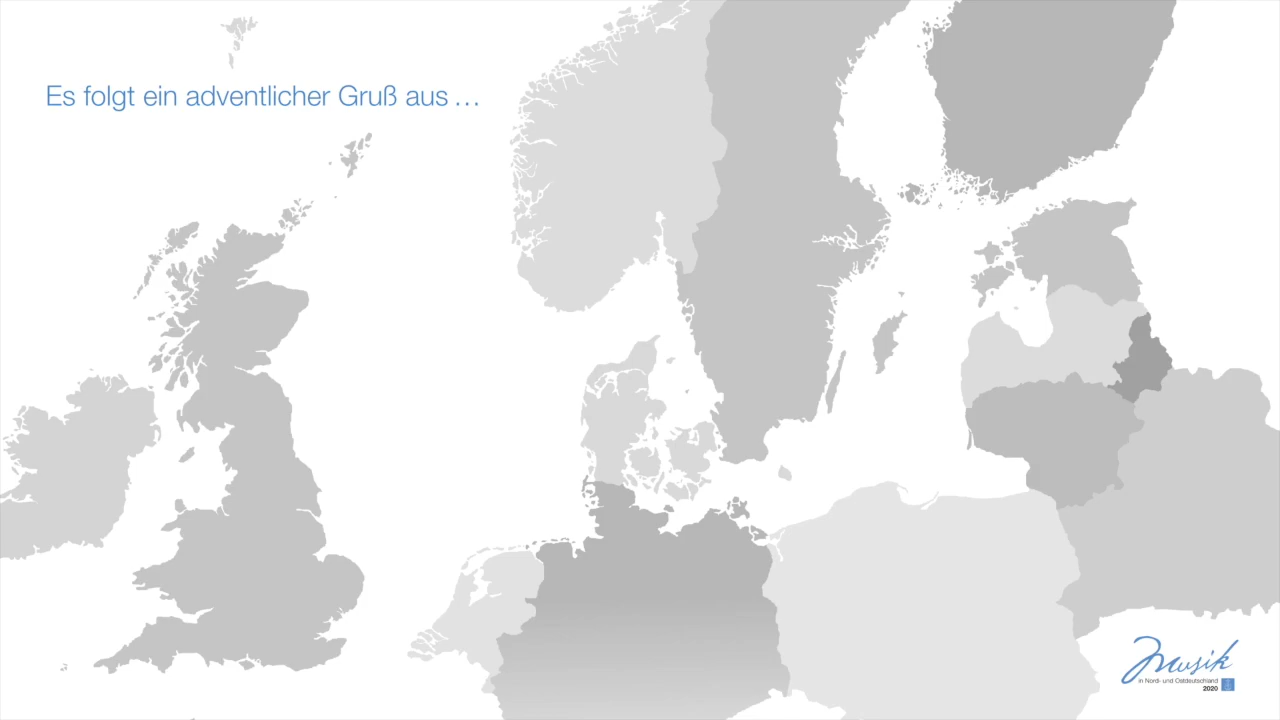 Es folgt ein adventlicher Gruß aus …
Musik
in Nord- und Ostdeutschland
2020